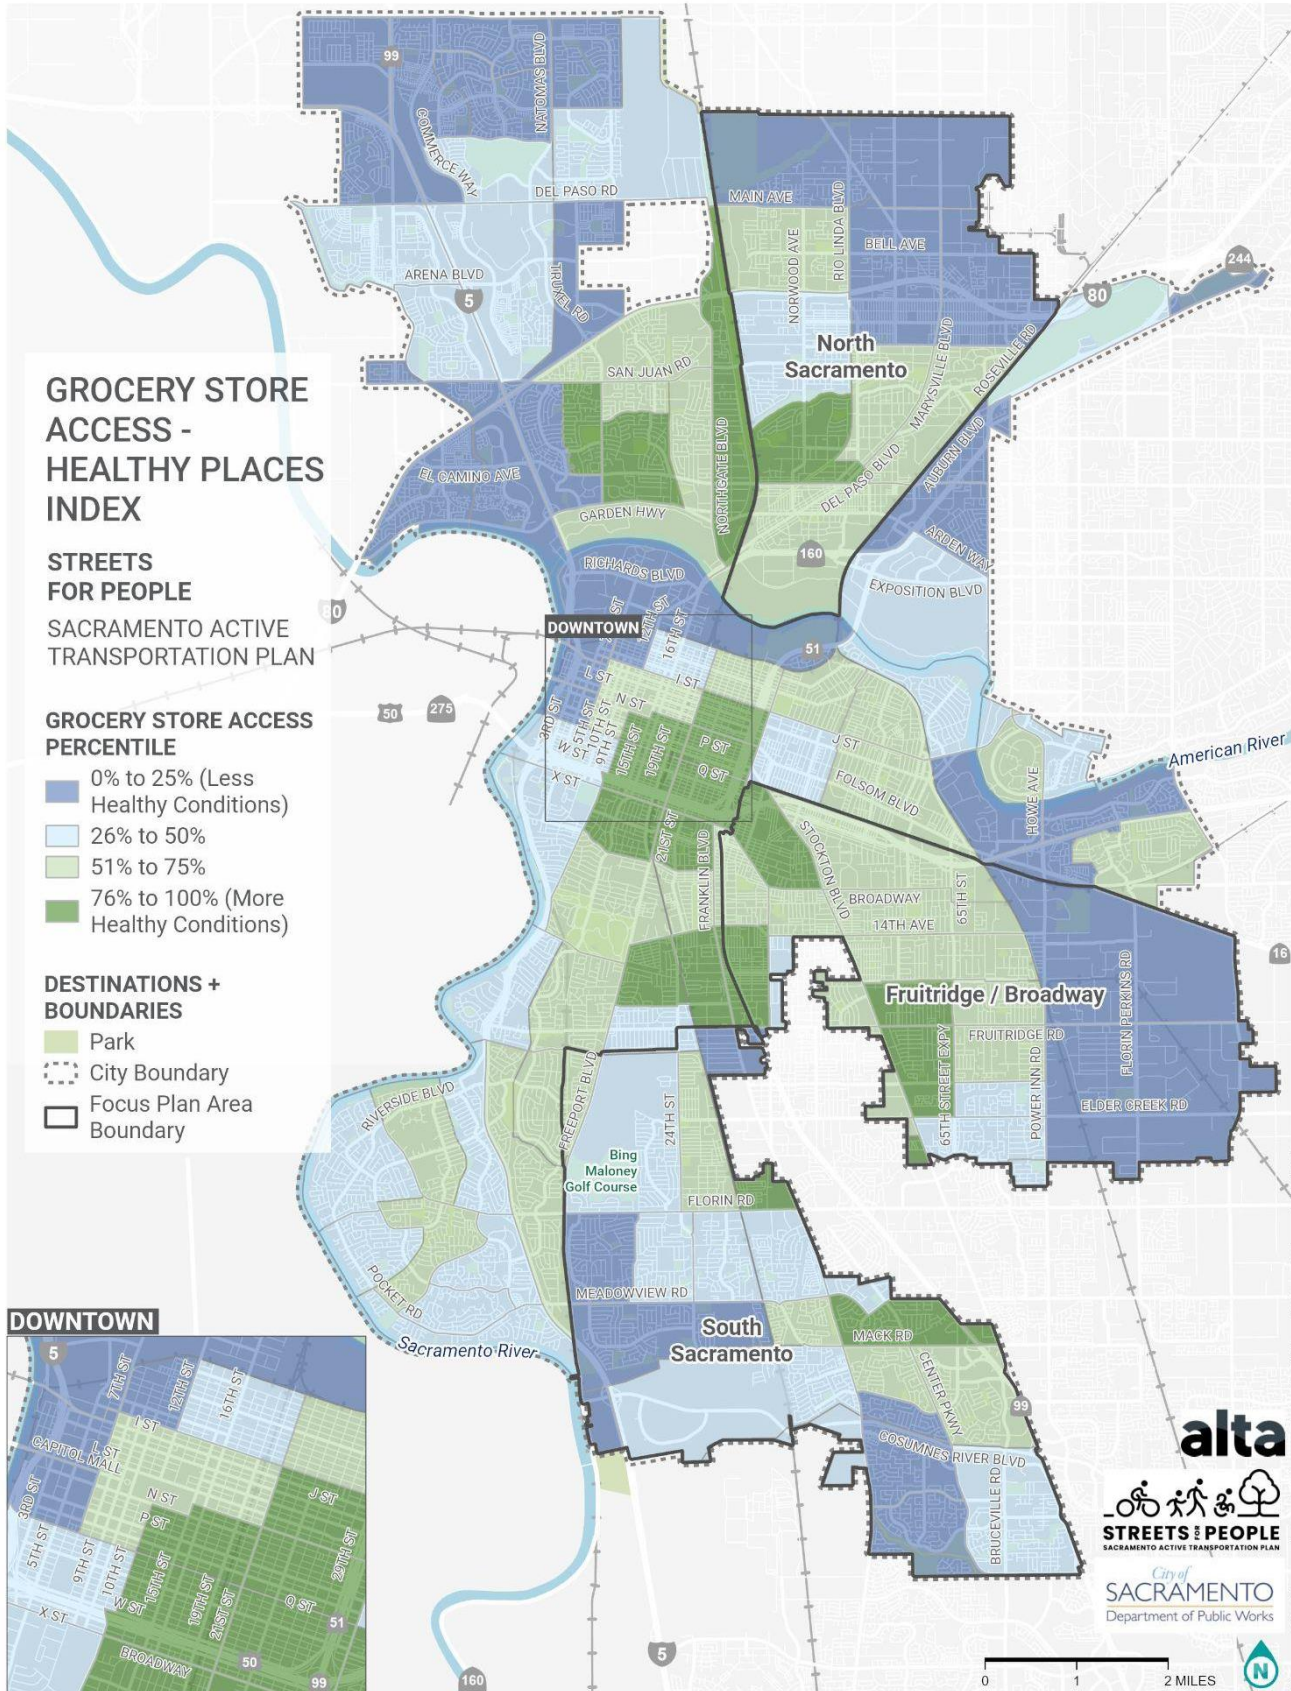 GROCERY STORE
ACCESS -
HEALTHY PLACES
INDEX
STREETS
FOR PEOPLE
SACRAMENTO ACTIVE
TRANSPORTATION PLAN
GROCERY STORE ACCESS
PERCENTILE
0% to 25% (Less
Healthy Conditions)
26% to 50%
51% to 75%
76% to 100% (More
Healthy Conditions)
DESTINATIONS +
BOUNDARIES
Park
City Boundary
Focus Plan Area
Boundary
99
NATOMAS BLVD
COMMERCE WAY
DEL PASO RD
MAIN AVE
NORWOOD AVE
RIO LINDA BLVD
BELL AVE
244
80
ARENA BLVD
5
TRUXEL RD
North
Sacramento
MARYSVILLE BLVD
ROSEVILLE RD
SAN JUAN RD
NORTHGATE BLVD
AUBURN BLVD
EL CAMINO AVE
DEL PASO BLVD
GARDEN HWY
160
ARDEN WAY
RICHARDS BLVD
EXPOSITION BLVD
80
DOWNTOWN
12TH ST
16TH ST
51
L ST
I ST
N ST
50
275
3RD ST
5TH ST
10TH ST
9TH ST
15TH ST
19TH ST
P ST
Q ST
W ST
X ST
J ST
FOLSOM BLVD
HOWE AVE
American River
21ST ST
FRANKLIN BLVD
STOCKTON BLVD
BROADWAY
65TH ST
14TH AVE
16
Fruitridge / Broadway
FLORIN PERKINS RD
FRUITRIDGE RD
65TH STREET EXPY
POWER INN RD
ELDER CREEK RD
RIVERSIDE BLVD
FREEPORT BLVD
24TH ST
Bing
Maloney
Golf Course
FLORIN RD
POCKET RD
MEADOWVIEW RD
Sacramento River
South
Sacramento
MACK RD
CENTER PKWY
99
COSUMNES RIVER BLVD
BRUCEVILLE RD
5
160
DOWNTOWN
5
7TH ST
12TH ST
16TH ST
I ST
L ST
CAPITOL MALL
3RD ST
N ST
P ST
J ST
5TH ST
9TH ST
10TH ST
15TH ST
19TH ST
21ST ST
29TH ST
Q ST
W ST
X ST
51
BROADWAY
50
99
alta
STREETS FOR PEOPLE
SACRAMENTO ACTIVE TRANSPORTATION PLAN
City of
SACRAMENTO
Department of Public Works
0 1 2 MILES
N